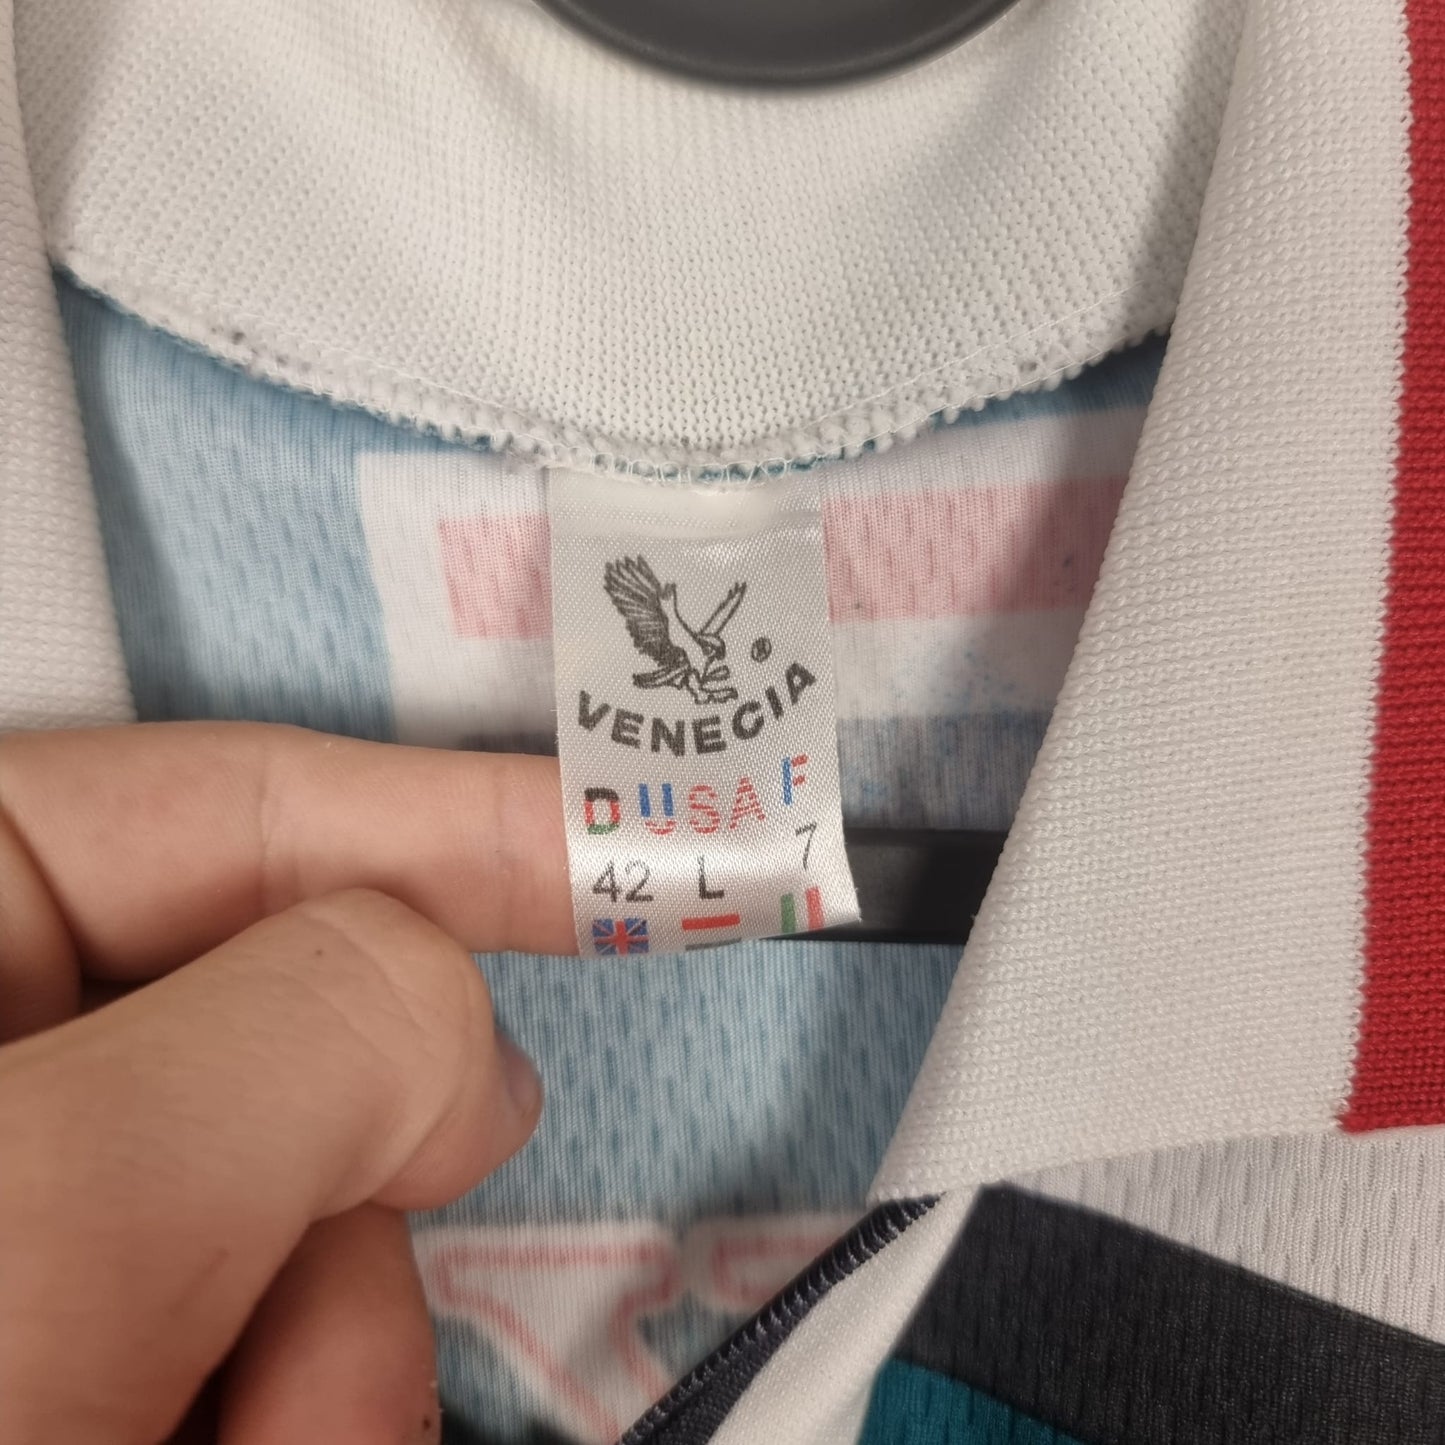 ®
VENECIA
D USA F
42 L 7